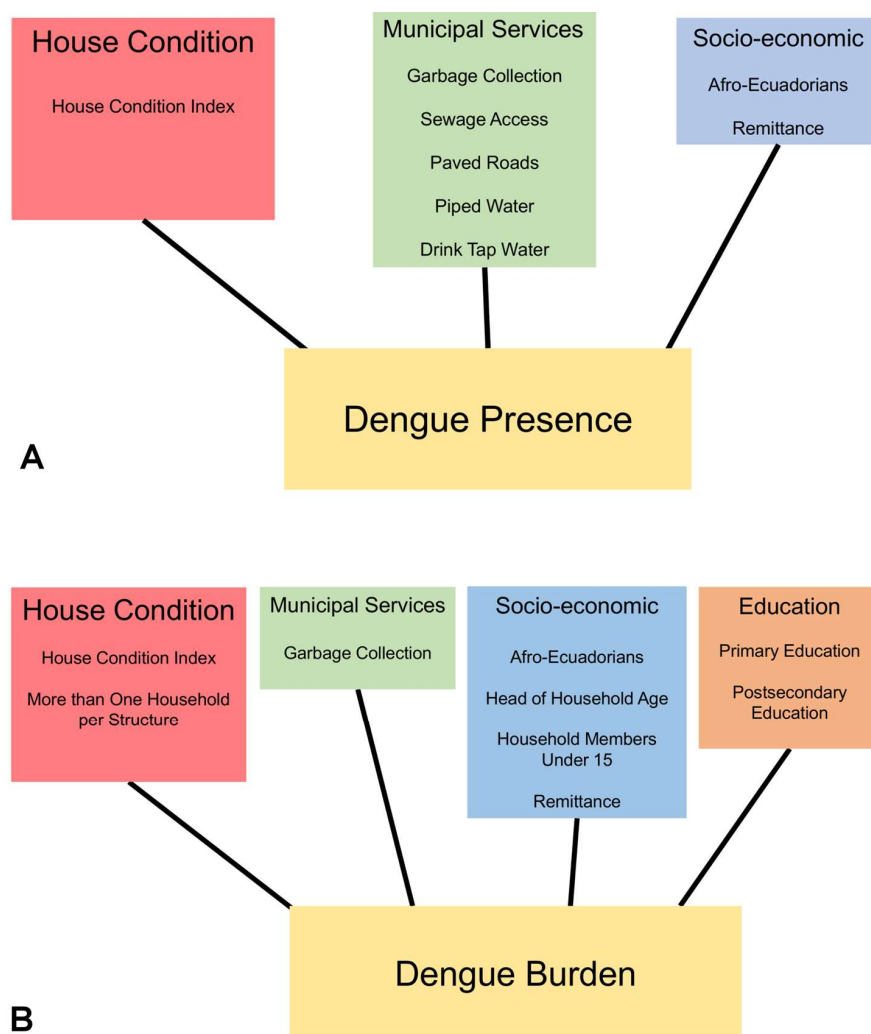 House Condition
House Condition Index
Municipal Services
Garbage Collection
Sewage Access
Paved Roads
Piped Water
Drink Tap Water
Socio-economic
Afro-Ecuadorians
Remittance
Dengue Presence
A
House Condition
House Condition Index
More than One Household
per Structure
Municipal Services
Garbage Collection
Socio-economic
Afro-Ecuadorians
Head of Household Age
Household Members
Under 15
Remittance
Education
Primary Education
Postsecondary
Education
Dengue Burden
B